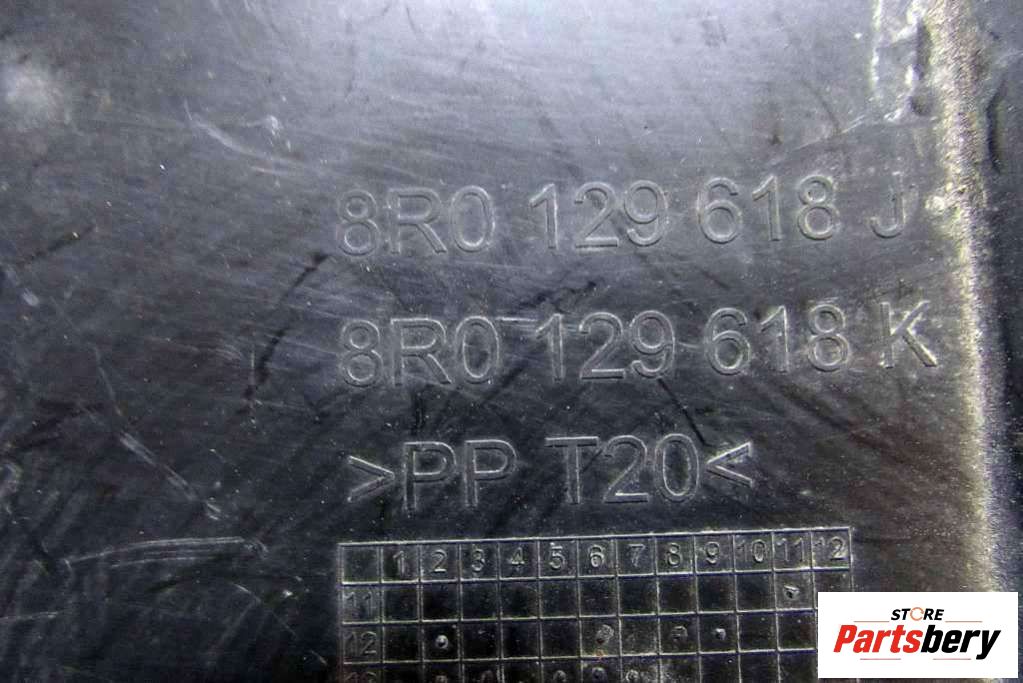 8R0 129 618 J
8R0 129 618 K
>PP T20<
1 2 3 4 5 6 7 8 9 10 11 12
11
12
STORE
Partsbery